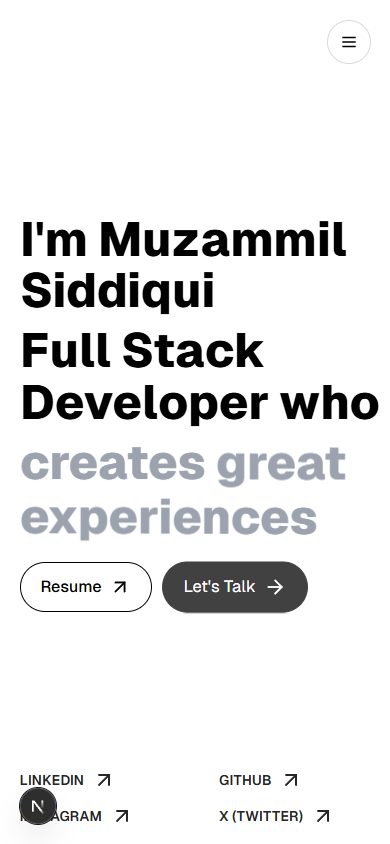 I'm Muzammil
Siddiqui
Full Stack
Developer who
creates great
experiences
Resume
Let's Talk
LINKEDIN
GITHUB
N
X (TWITTER)